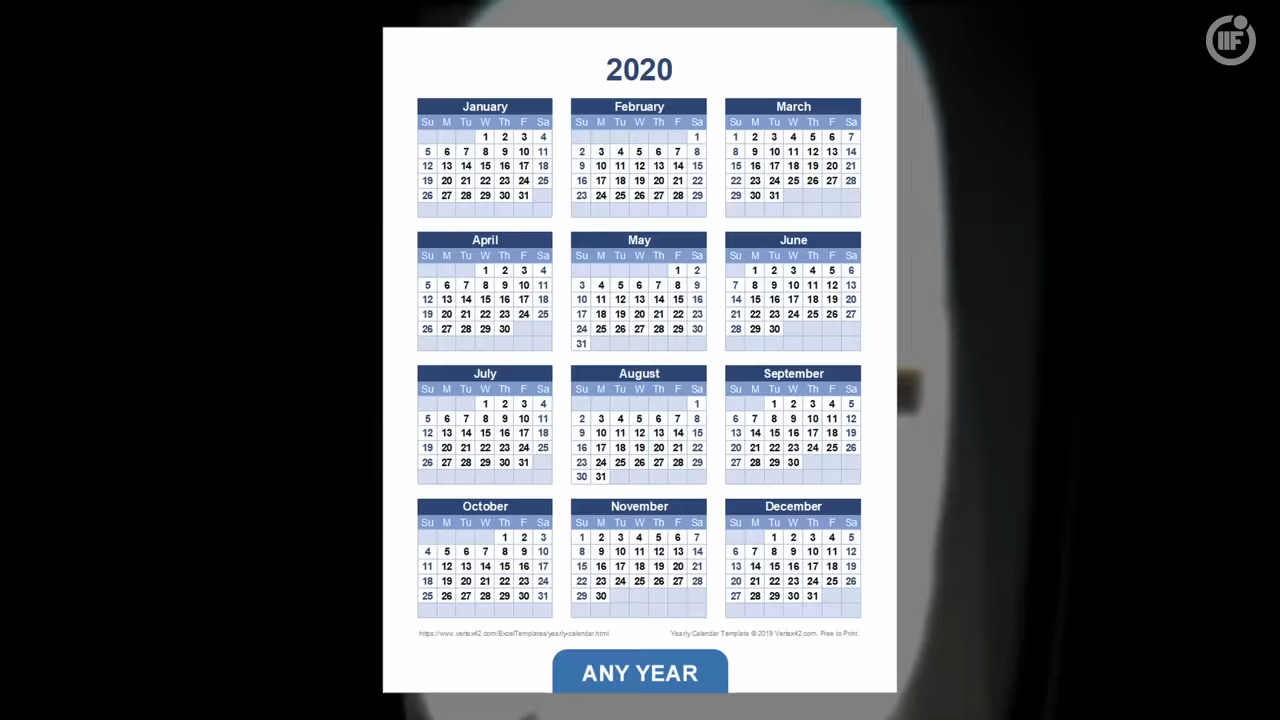 IIF
2020
January February March
Su M Tu W Th F Sa Su M Tu W Th F Sa Su M Tu W Th F Sa
1 2 3 4 1 1 2 3 4 5 6 7
5 6 7 8 9 10 11 2 3 4 5 6 7 8 8 9 10 11 12 13 14
12 13 14 15 16 17 18 9 10 11 12 13 14 15 15 16 17 18 19 20 21
19 20 21 22 23 24 25 16 17 18 19 20 21 22 22 23 24 25 26 27 28
26 27 28 29 30 31 23 24 25 26 27 28 29 29 30 31
April May June
Su M Tu W Th F Sa Su M Tu W Th F Sa Su M Tu W Th F Sa
1 2 3 4 1 2 1 2 3 4 5 6
5 6 7 8 9 10 11 3 4 5 6 7 8 9 7 8 9 10 11 12 13
12 13 14 15 16 17 18 10 11 12 13 14 15 16 14 15 16 17 18 19 20
19 20 21 22 23 24 25 17 18 19 20 21 22 23 21 22 23 24 25 26 27
26 27 28 29 30 24 25 26 27 28 29 30 28 29 30
31
July August September
Su M Tu W Th F Sa Su M Tu W Th F Sa Su M Tu W Th F Sa
1 2 3 4 1 1 2 3 4 5
5 6 7 8 9 10 11 2 3 4 5 6 7 8 6 7 8 9 10 11 12
12 13 14 15 16 17 18 9 10 11 12 13 14 15 13 14 15 16 17 18 19
19 20 21 22 23 24 25 16 17 18 19 20 21 22 20 21 22 23 24 25 26
26 27 28 29 30 31 23 24 25 26 27 28 29 27 28 29 30
30 31
October November December
Su M Tu W Th F Sa Su M Tu W Th F Sa Su M Tu W Th F Sa
1 2 3 1 2 3 4 5 6 7 1 2 3 4 5
4 5 6 7 8 9 10 8 9 10 11 12 13 14 6 7 8 9 10 11 12
11 12 13 14 15 16 17 15 16 17 18 19 20 21 13 14 15 16 17 18 19
18 19 20 21 22 23 24 22 23 24 25 26 27 28 20 21 22 23 24 25 26
25 26 27 28 29 30 31 29 30 27 28 29 30 31
https://www.vertex42.com/ExcelTemplates/yearly-calendar.html Yearly Calendar Template © 2019 Vertex42.com. Free to Print.
ANY YEAR